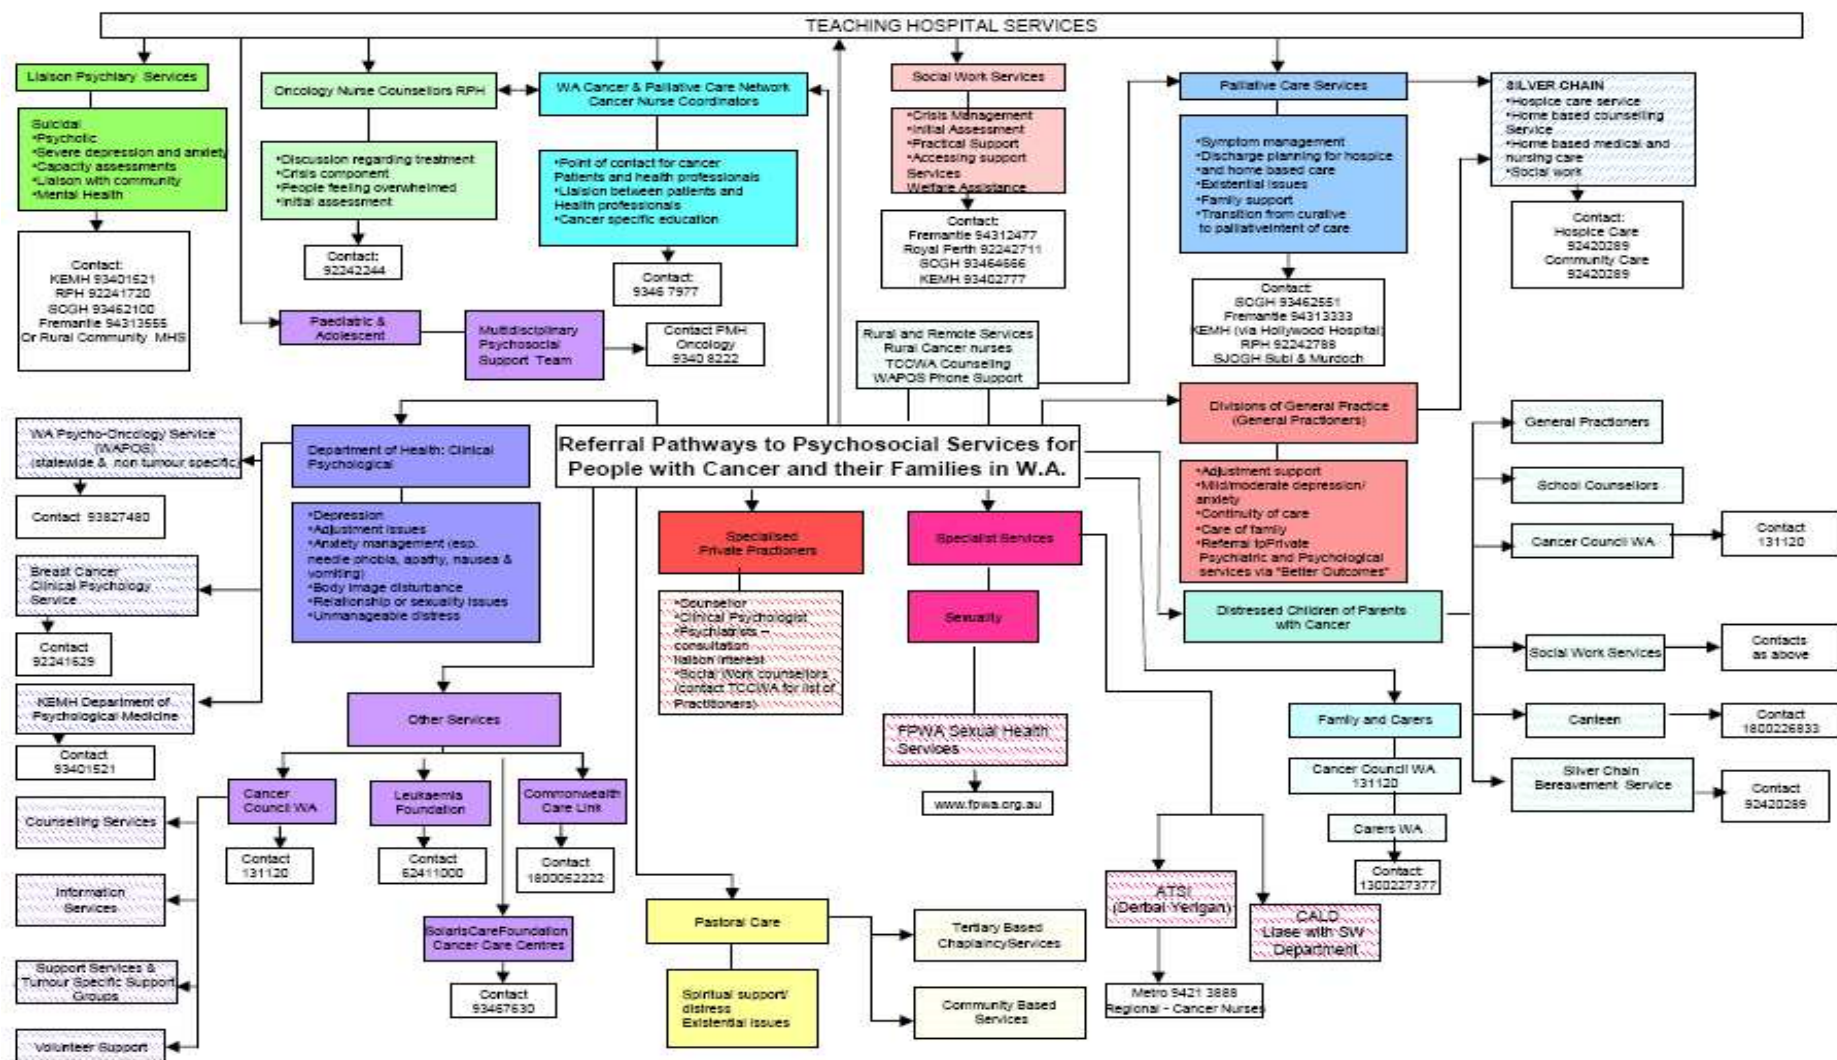 TEACHING HOSPITAL SERVICES
Liaison Psychiary Services
Suicidal
•Psychotic
•Severe depression and anxiety
•Capacity assessments
•Liaison with community
•Mental Health
Contact:
KEMH 93401521
RPH 92241720
SCGH 93462100
Fremantle 94313555
Or Rural Community MHS
Oncology Nurse Counsellors RPH
•Discussion regarding treatment
•Crisis component
•People feeling overwhelmed
•Initial assessment
Contact:
92242244
WA Cancer & Palliative Care Network
Cancer Nurse Coordinators
•Point of contact for cancer
Patients and health professionals
•Liaision between patients and
Health professionals
•Cancer specific education
Contact:
9346 7977
Social Work Services
•Crisis Management
•Initial Assessment
•Practical Support
•Accessing support
Services
Welfare Assistance
Contact:
Fremantle 94312477
Royal Perth 92242711
SCGH 93464666
KEMH 93402777
Palliative Care Services
•Symptom management
•Discharge planning for hospice
•and home based care
•Existential issues
•Family support
•Transition from curative
to palliativeintent of care
Contact:
SCGH 93462551
Fremantle 94313333
KEMH (via Hollywood Hospital)
RPH 92242788
SJOGH Subi & Murdoch
SILVER CHAIN
•Hospice care service
•Home based counselling
Service
•Home based medical and
nursing care
•Social work
Contact:
Hospice Care
92420289
Community Care
92420289
Paediatric &
Adolescent
Multidisciplinary
Psychosocial
Support Team
Contact PMH
Oncology
9340 8222
Rural and Remote Services
Rural Cancer nurses
TCCWA Counseling
WAPOS Phone Support
Referral Pathways to Psychosocial Services for
People with Cancer and their Families in W.A.
WA Psycho-Oncology Service
(WAPOS)
(statewide & non tumour specific)
Contact 93827480
Breast Cancer
Clinical Psychology
Service
Contact
92241629
KEMH Department of
Psychological Medicine
Contact
93401521
Department of Health: Clinical
Psychological
•Depression
•Adjustment issues
•Anxiety management (esp.
needle phobia, apathy, nausea &
vomiting)
•Body image disturbance
•Relationship or sexuality issues
•Unmanageable distress
Specialised
Private Practioners
•Counsellor
•Clinical Psychologist
•Psychiatrists –
consultation
liaison interest
•Social Work counsellors
(contact TCCWA for list of
Practitioners)
Specialist Services
Sexuality
FPWA Sexual Health
Services
www.fpwa.org.au
Divisions of General Practice
(General Practioners)
•Adjustment support
•Mild/moderate depression/
anxiety
•Continuity of care
•Care of family
•Referral tpPrivate
Psychiatric and Psychological
services via "Better Outcomes"
Distressed Children of Parents
with Cancer
General Practioners
School Counsellors
Cancer Council WA
Contact
131120
Social Work Services
Contacts
as above
Canteen
Contact
1800226833
Silver Chain
Bereavement Service
Contact
92420289
Family and Carers
Cancer Council WA
131120
Carers WA
Contact:
1300227377
Other Services
Cancer
Council WA
Contact
131120
Leukaemia
Foundation
Contact
62411000
Commonwealth
Care Link
Contact
1800052222
SolarisCareFoundation
Cancer Care Centres
Contact
93467630
Counselling Services
Information
Services
Support Services &
Tumour Specific Support
Groups
Volunteer Support
Pastoral Care
Spiritual support/
distress
Existential issues
Tertiary Based
ChaplaincyServices
Community Based
Services
ATSI
(Derbal Yerigan)
Metro 9421 3888
Regional - Cancer Nurses
CALD
Liase with SW
Department